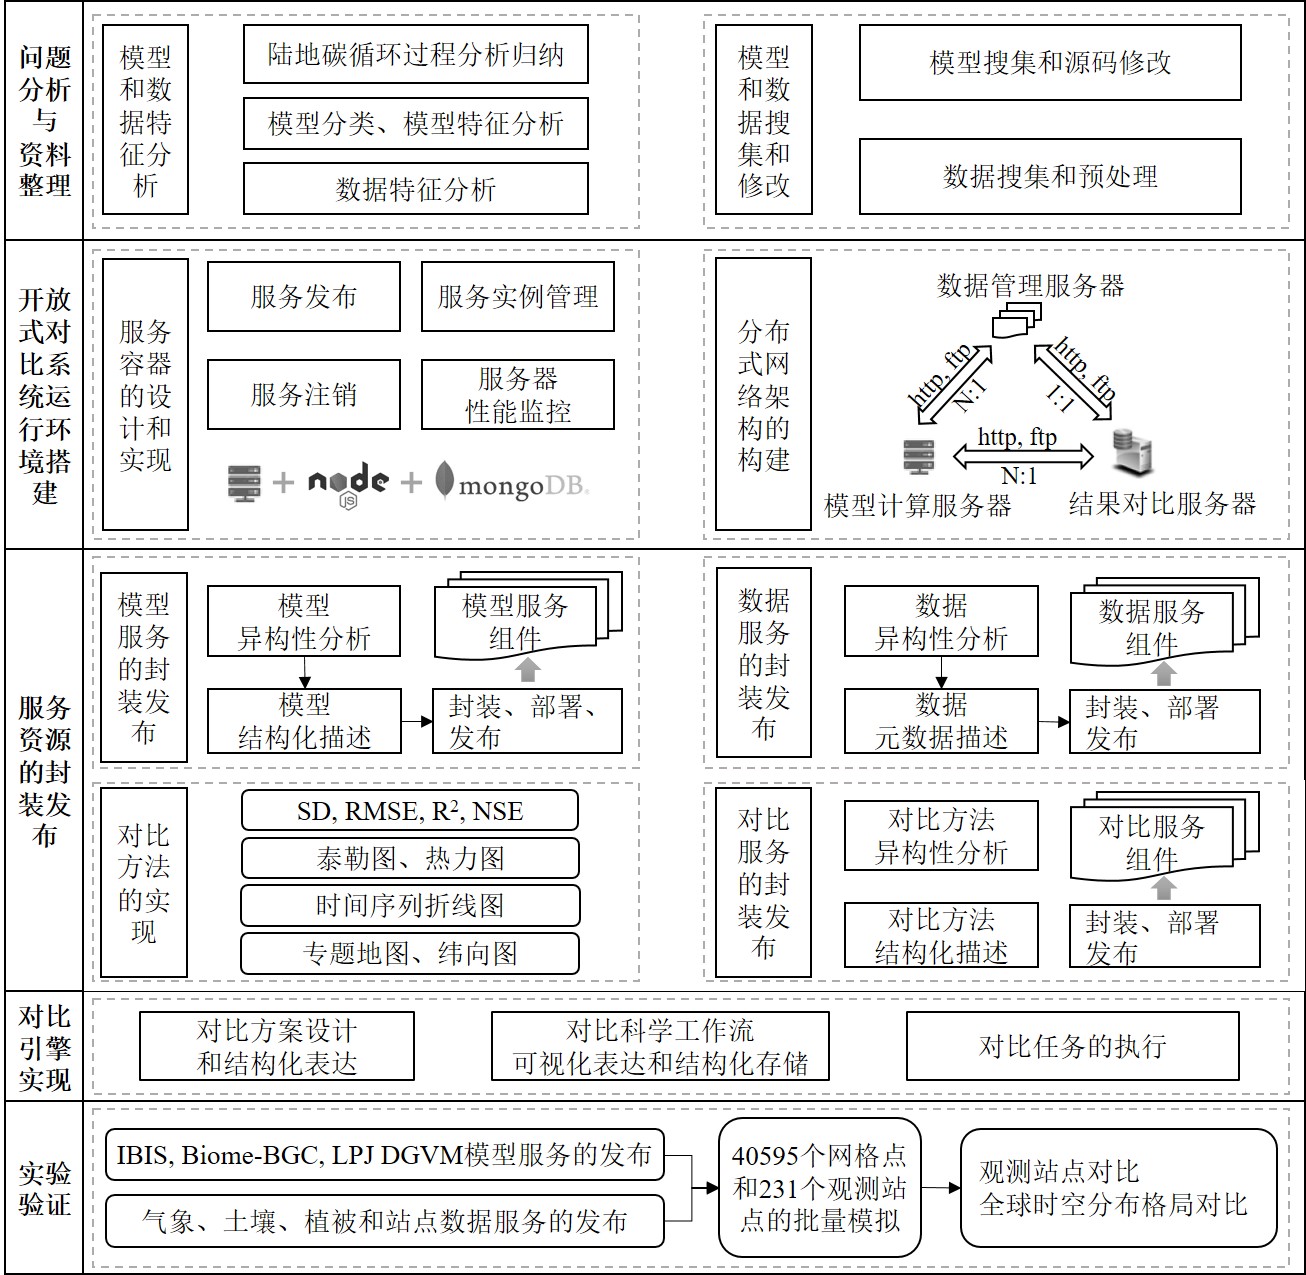 问题
分析
与
资料
整理
模型
和数
据特
征分
析
陆地碳循环过程分析归纳
模型分类、模型特征分析
数据特征分析
模型
和数
据搜
集和
修改
模型搜集和源码修改
数据搜集和预处理
开放
式对
比系
统运
行环
境搭
建
服务
容器
的设
计和
实现
服务发布
服务实例管理
服务注销
服务器
性能监控
+ node JS + mongoDB
分布
式网
络架
构的
构建
数据管理服务器
http, ftp
N:1
http, ftp
1:1
http, ftp
N:1
模型计算服务器
结果对比服务器
服务
资源
的封
装发
布
模型
服务
的封
装发
布
模型
异构性分析
模型服务
组件
模型
结构化描述
封装、部署、
发布
数据
服务
的封
装发
布
数据
异构性分析
数据服务
组件
数据
元数据描述
封装、部署
发布
对比
方法
的实
现
SD, RMSE, R², NSE
泰勒图、热力图
时间序列折线图
专题地图、纬向图
对比
服务
的封
装发
布
对比方法
异构性分析
对比服务
组件
对比方法
结构化描述
封装、部署
发布
对比
引擎
实现
对比方案设计
和结构化表达
对比科学工作流
可视化表达和结构化存储
对比任务的执行
实验
验证
IBIS, Biome-BGC, LPJ DGVM模型服务的发布
气象、土壤、植被和站点数据服务的发布
40595个网格点
和231个观测站
点的批量模拟
观测站点对比
全球时空分布格局对比